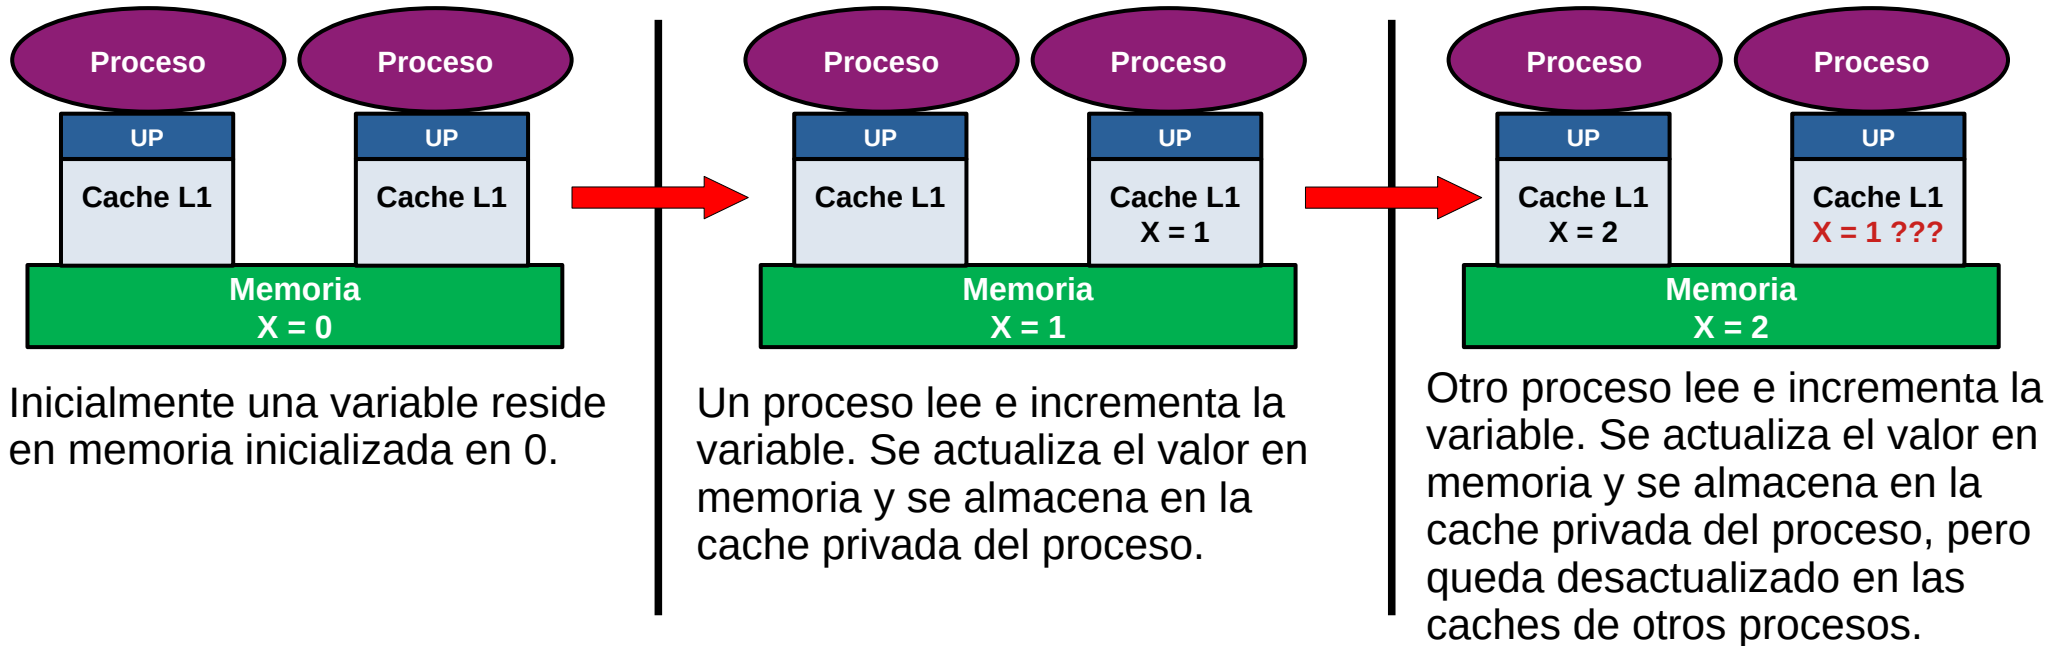 Proceso
Proceso
UP
UP
Cache L1
Cache L1
Memoria
X = 0
Inicialmente una variable reside
en memoria inicializada en 0.
Proceso
Proceso
UP
UP
Cache L1
Cache L1
X = 1
Memoria
X = 1
Un proceso lee e incrementa la
variable. Se actualiza el valor en
memoria y se almacena en la
cache privada del proceso.
Proceso
Proceso
UP
UP
Cache L1
X = 2
Cache L1
X = 1 ???
Memoria
X = 2
Otro proceso lee e incrementa la
variable. Se actualiza el valor en
memoria y se almacena en la
cache privada del proceso, pero
queda desactualizado en las
caches de otros procesos.